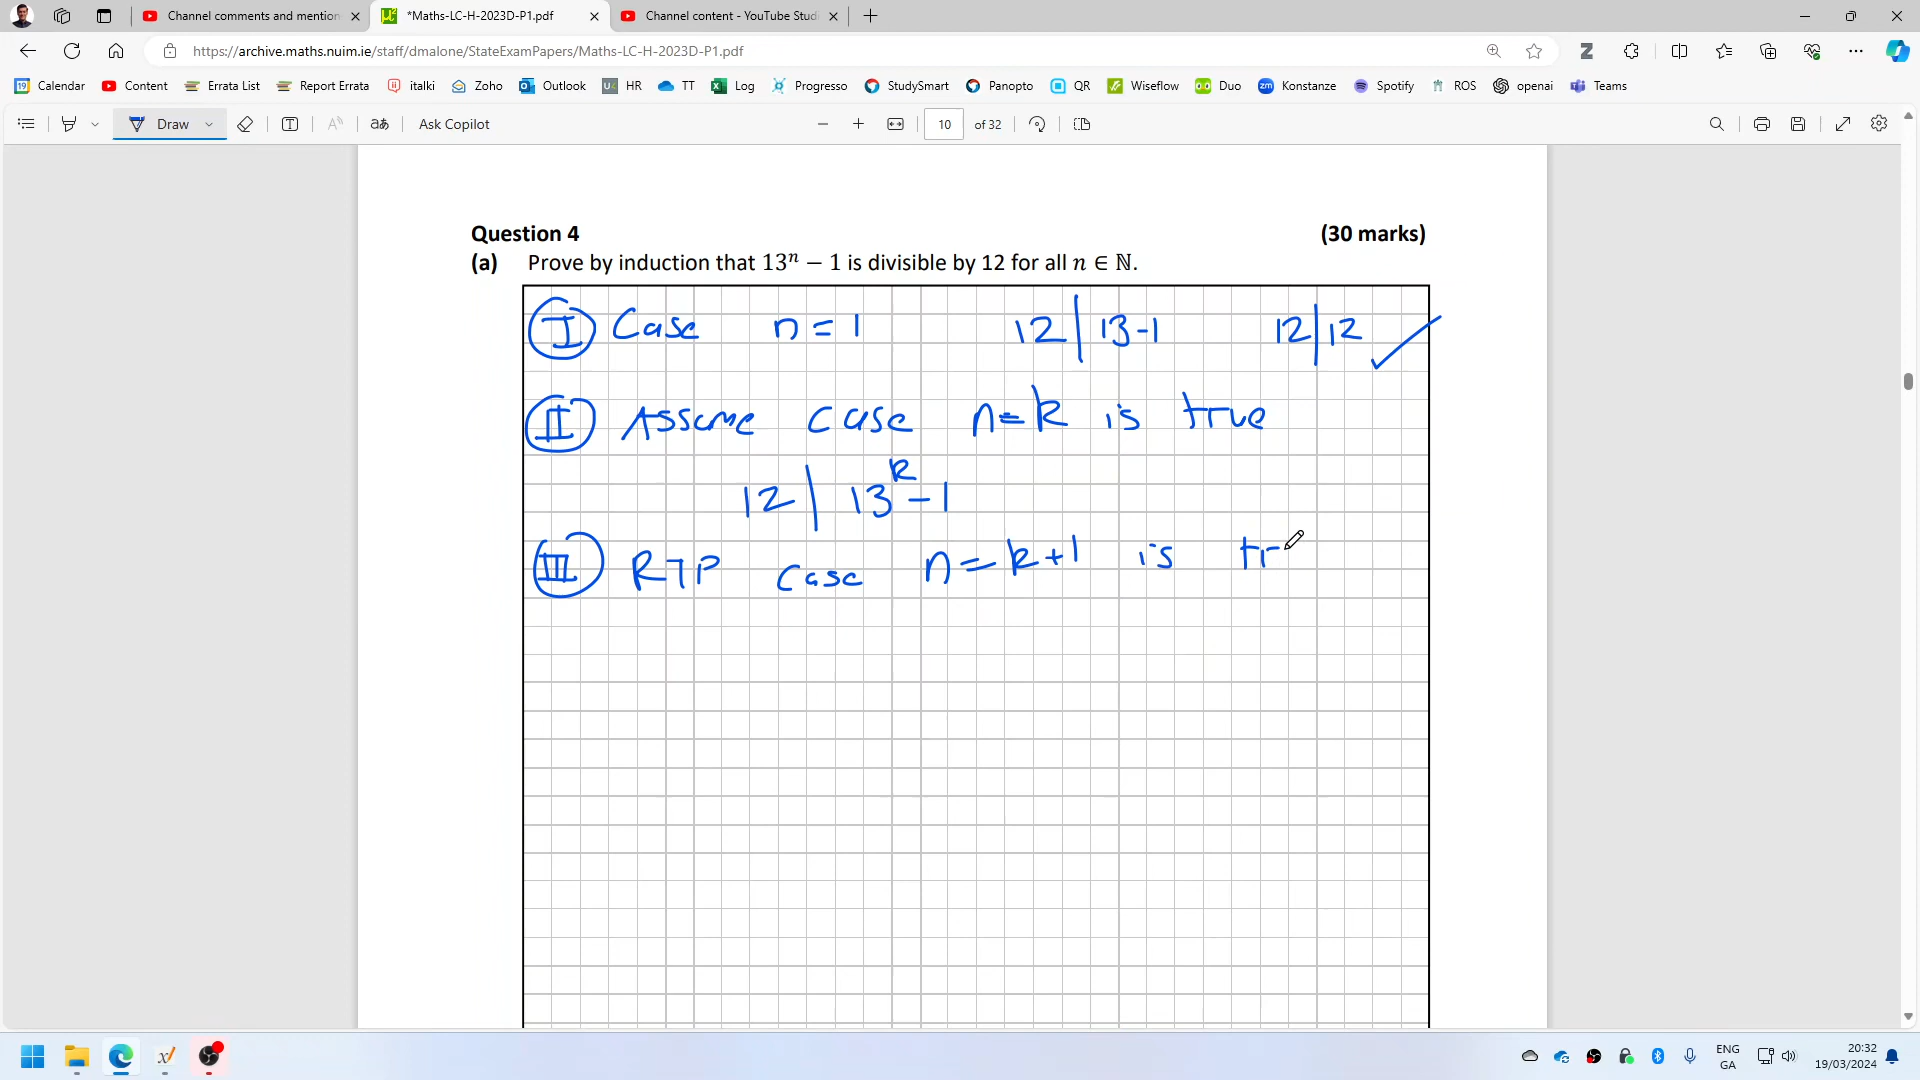 Channel comments and mention
*Maths-LC-H-2023D-P1.pdf
Channel content - YouTube Studi
https://archive.maths.nuim.ie/staff/dmalone/StateExamPapers/Maths-LC-H-2023D-P1.pdf
Calendar Content Errata List Report Errata italki Zoho Outlook HR TT Log Progresso StudySmart Panopto QR Wiseflow Duo Konstanze Spotify ROS openai Teams
Draw Ask Copilot 10 of 32
Question 4 (30 marks)
(a) Prove by induction that 13ⁿ − 1 is divisible by 12 for all n ∈ ℕ.
I Case n = 1 12 | 13-1 12 | 12 ✓
II Assume case n=k is true
12 | 13ᵏ - 1
III RTP case n = k+1 is tr
ENG 20:32
GA 19/03/2024